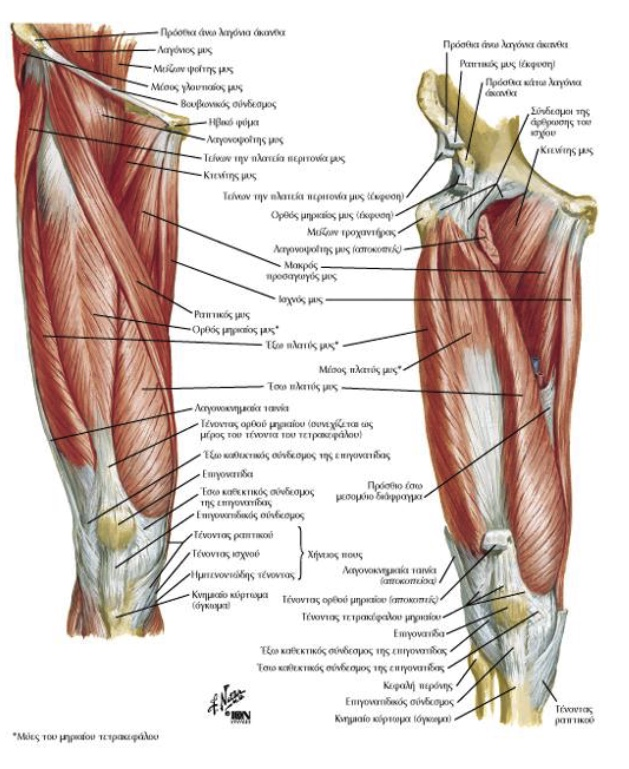 Πρόσθια άνω λαγόνια άκανθα
Λαγόνιος μυς
Μείζων ψοΐτης μυς
Μέσος γλουτιαίος μυς
Βουβωνικός σύνδεσμος
Ηβικό φύμα
Λαγονοψοΐτης μυς
Τείνων την πλατεία περιτονία μυς
Κτενίτης μυς
Πρόσθια άνω λαγόνια άκανθα
Ραπτικός μυς (έκφυση)
Πρόσθια κάτω λαγόνια
άκανθα
Σύνδεσμοι της
άρθρωσης του
ισχίου
Κτενίτης μυς
Τείνων την πλατεία περιτονία μυς (έκφυση)
Ορθός μηριαίος μυς (έκφυση)
Μείζων τροχαντήρας
Λαγονοψοΐτης μυς (αποκοπείς)
Μακρός
προσαγωγός μυς
Ισχνός μυς
Ραπτικός μυς
Ορθός μηριαίος μυς*
Έξω πλατύς μυς*
Μέσος πλατύς μυς*
Έσω πλατύς μυς
Λαγονοκνημιαία ταινία
Τένοντας ορθού μηριαίου (συνεχίζεται ως
μέρος του τένοντα του τετρακεφάλου)
Έξω καθεκτικός σύνδεσμος της επιγονατίδας
Επιγονατίδα
Έσω καθεκτικός σύνδεσμος
της επιγονατίδας
Επιγονατιδικός σύνδεσμος
Τένοντας ραπτικού
Τένοντας ισχνού
Ημιτενοντώδης τένοντας
Χήνειος πους
Κνημιαίο κύρτωμα
(όγκωμα)
Πρόσθιο έσω
μεσομύιο διάφραγμα
Λαγονοκνημιαία ταινία
(αποκοπείσα)
Τένοντας ορθού μηριαίου (αποκοπείς)
Τένοντας τετρακέφαλου μηριαίου
Επιγονατίδα
Έξω καθεκτικός σύνδεσμος της επιγονατίδας
Έσω καθεκτικός σύνδεσμος της επιγονατίδας
Κεφαλή περόνης
Επιγονατιδικός σύνδεσμος
Κνημιαίο κύρτωμα (όγκωμα)
Τένοντας
ραπτικού
*Μύες του μηριαίου τετρακεφάλου